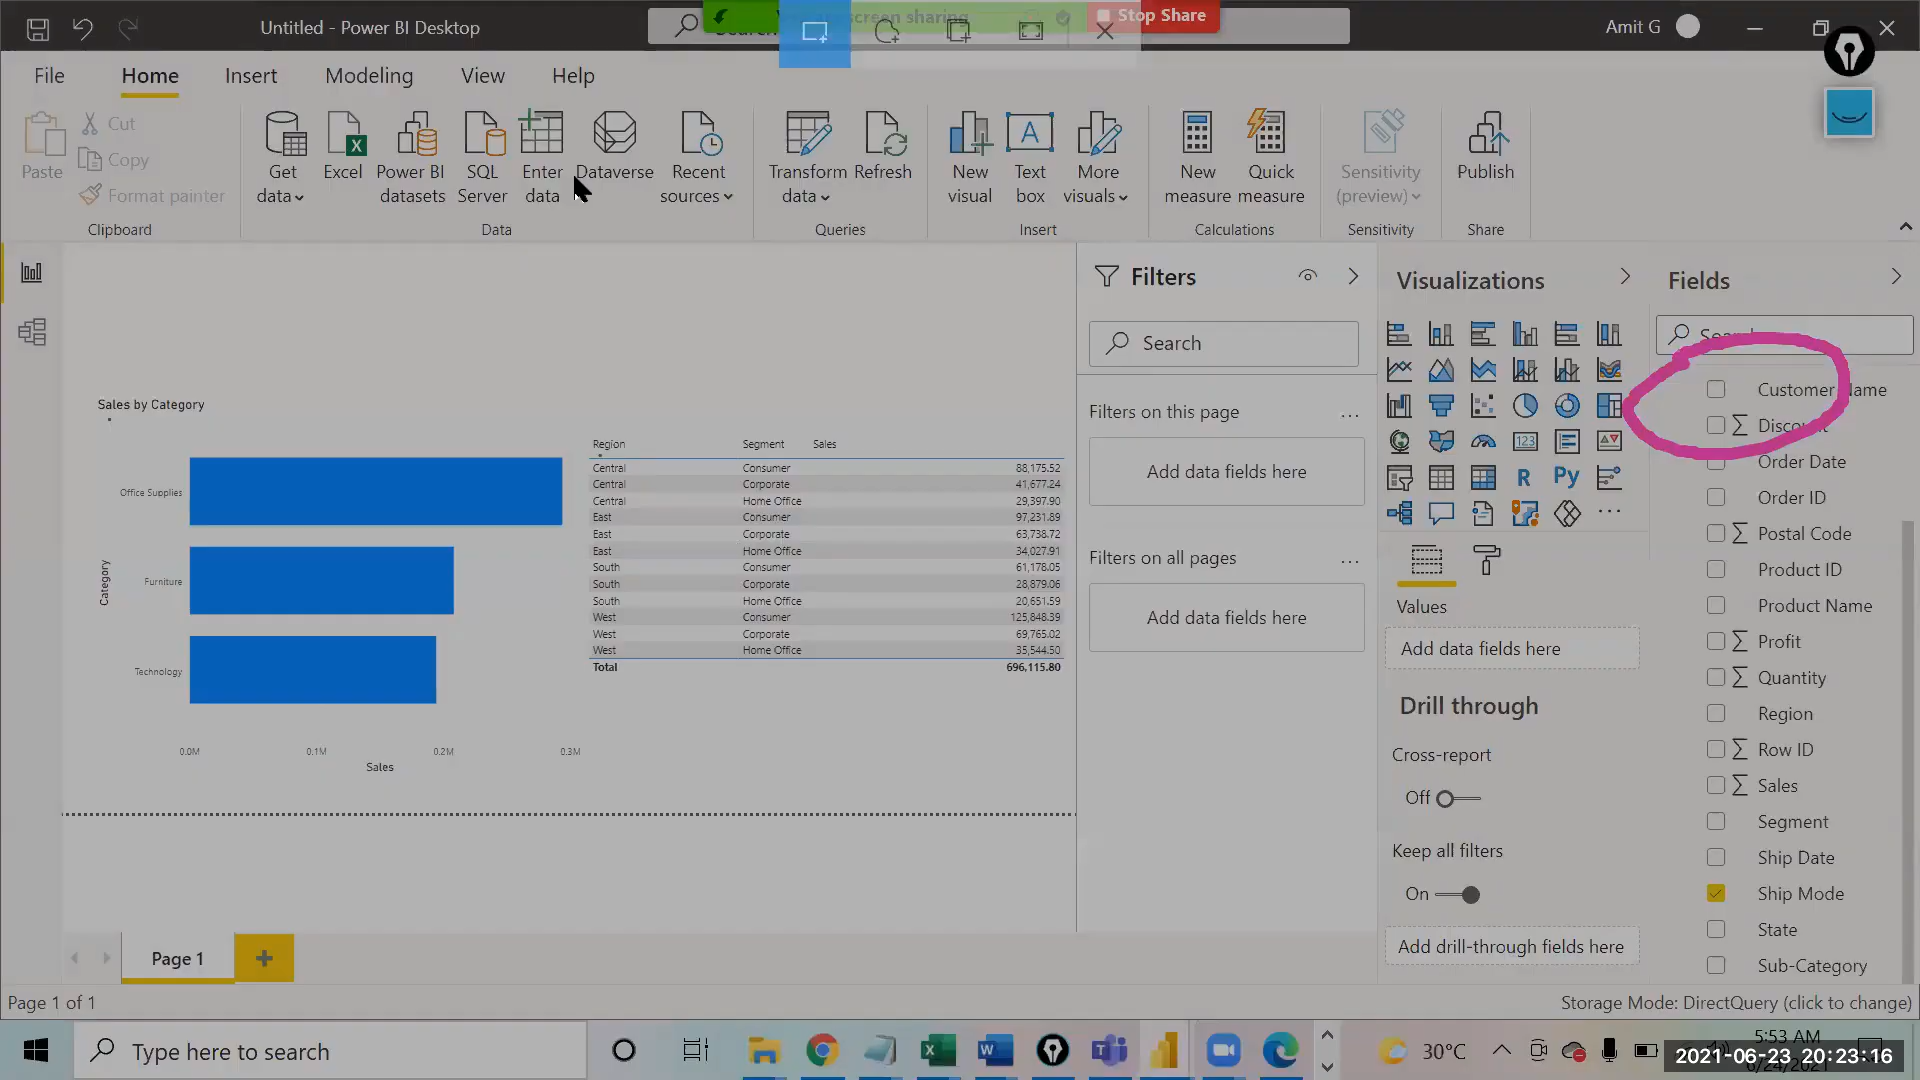 Untitled - Power BI Desktop
screen sharing
Stop Share
Amit G
File
Home
Insert
Modeling
View
Help
Paste
Cut
Copy
Format painter
Get data
Excel
Power BI datasets
SQL Server
Enter data
Dataverse
Recent sources
Transform data
Refresh
New visual
Text box
More visuals
New measure
Quick measure
Sensitivity (preview)
Publish
Clipboard
Data
Queries
Insert
Calculations
Sensitivity
Share
Sales by Category
Category
Office Supplies
Furniture
Technology
0.0M 0.1M 0.2M 0.3M
Sales
Region Segment Sales
Central Consumer 88,175.52
Central Corporate 41,677.24
Central Home Office 29,397.90
East Consumer 97,231.89
East Corporate 63,738.72
East Home Office 34,027.91
South Consumer 61,178.05
South Corporate 28,879.06
South Home Office 20,651.59
West Consumer 125,848.39
West Corporate 69,765.02
West Home Office 35,544.50
Total 696,115.80
Filters
Search
Filters on this page
...
Add data fields here
Filters on all pages
...
Add data fields here
Visualizations
123
R
Py
...
Values
Add data fields here
Drill through
Cross-report
Off
Keep all filters
On
Add drill-through fields here
Fields
Customer Name
Σ Discount
Order Date
Order ID
Σ Postal Code
Product ID
Product Name
Σ Profit
Σ Quantity
Region
Σ Row ID
Σ Sales
Segment
Ship Date
Ship Mode
State
Sub-Category
Page 1
+
Page 1 of 1
Storage Mode: DirectQuery (click to change)
Type here to search
30°C
5:53 AM
2021-06-23 20:23:16